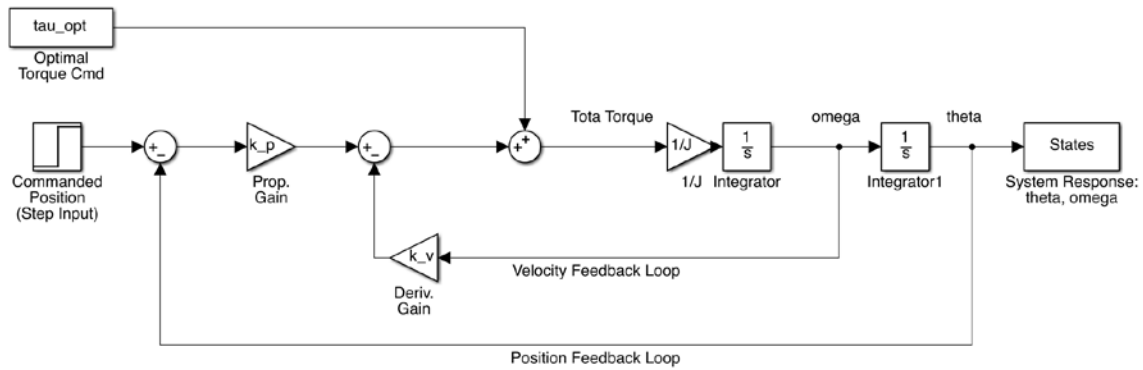 tau_opt
Optimal
Torque Cmd
Tota Torque
omega
theta
+
+
+
_
k_p
+
_
1/J
1
s
1
s
States
Commanded
Position
(Step Input)
Prop.
Gain
1/J
Integrator
Integrator1
System Response:
theta, omega
k_v
Velocity Feedback Loop
Deriv.
Gain
Position Feedback Loop